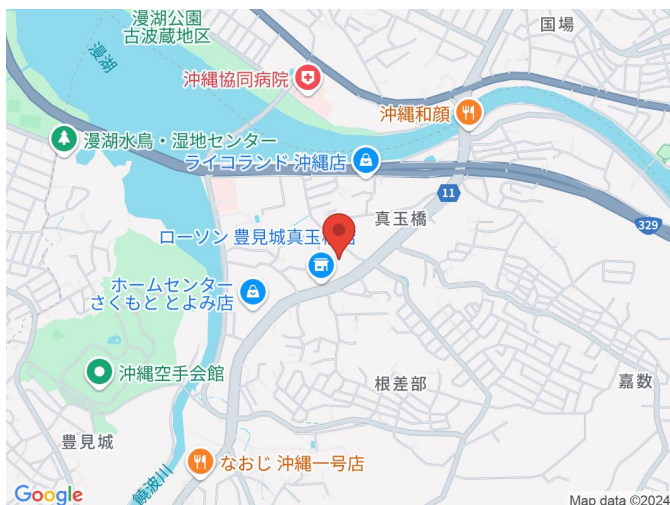 漫湖公園
古波蔵地区
国場
漫湖
沖縄協同病院
沖縄和顔
漫湖水鳥・湿地センター
ライコランド 沖縄店
11
真玉橋
329
ローソン 豊見城真玉
ホームセンター
さくもと とよみ店
沖縄空手会館
根差部
嘉数
豊見城
なおじ 沖縄一号店
饒波川
Google
Map data ©2024